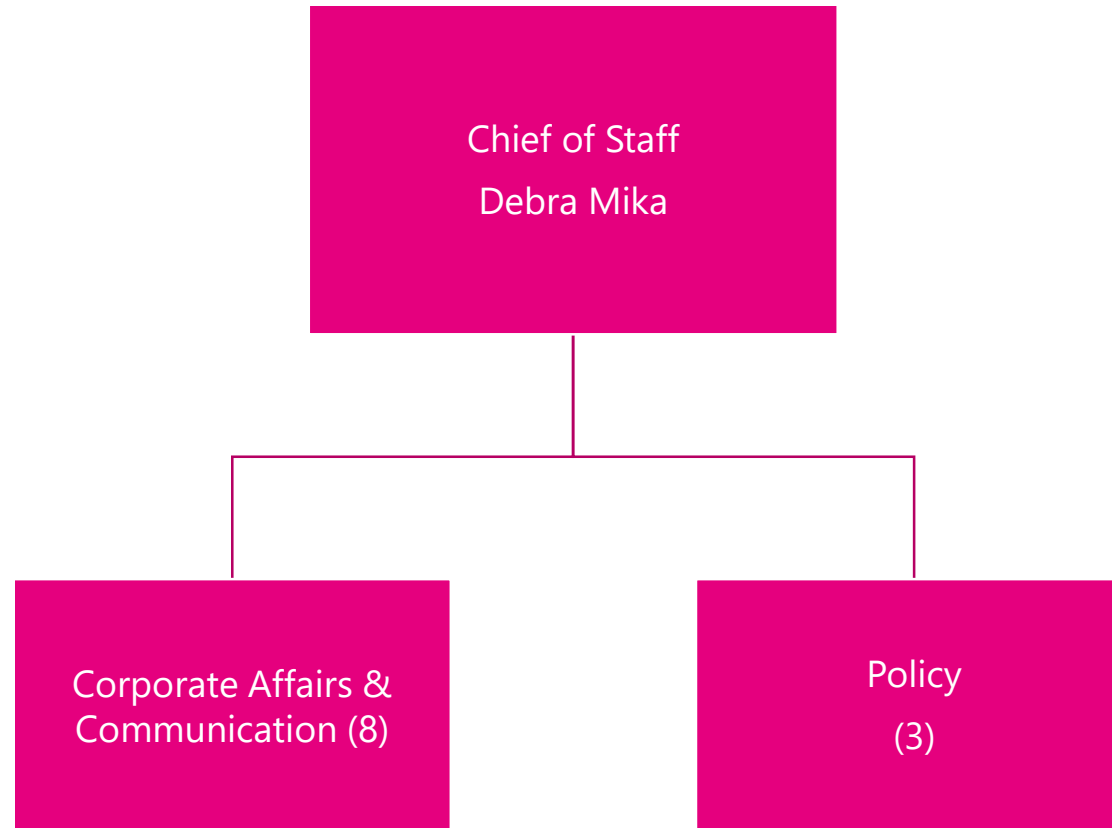 Chief of Staff
Debra Mika
Corporate Affairs &
Communication (8)
Policy
(3)